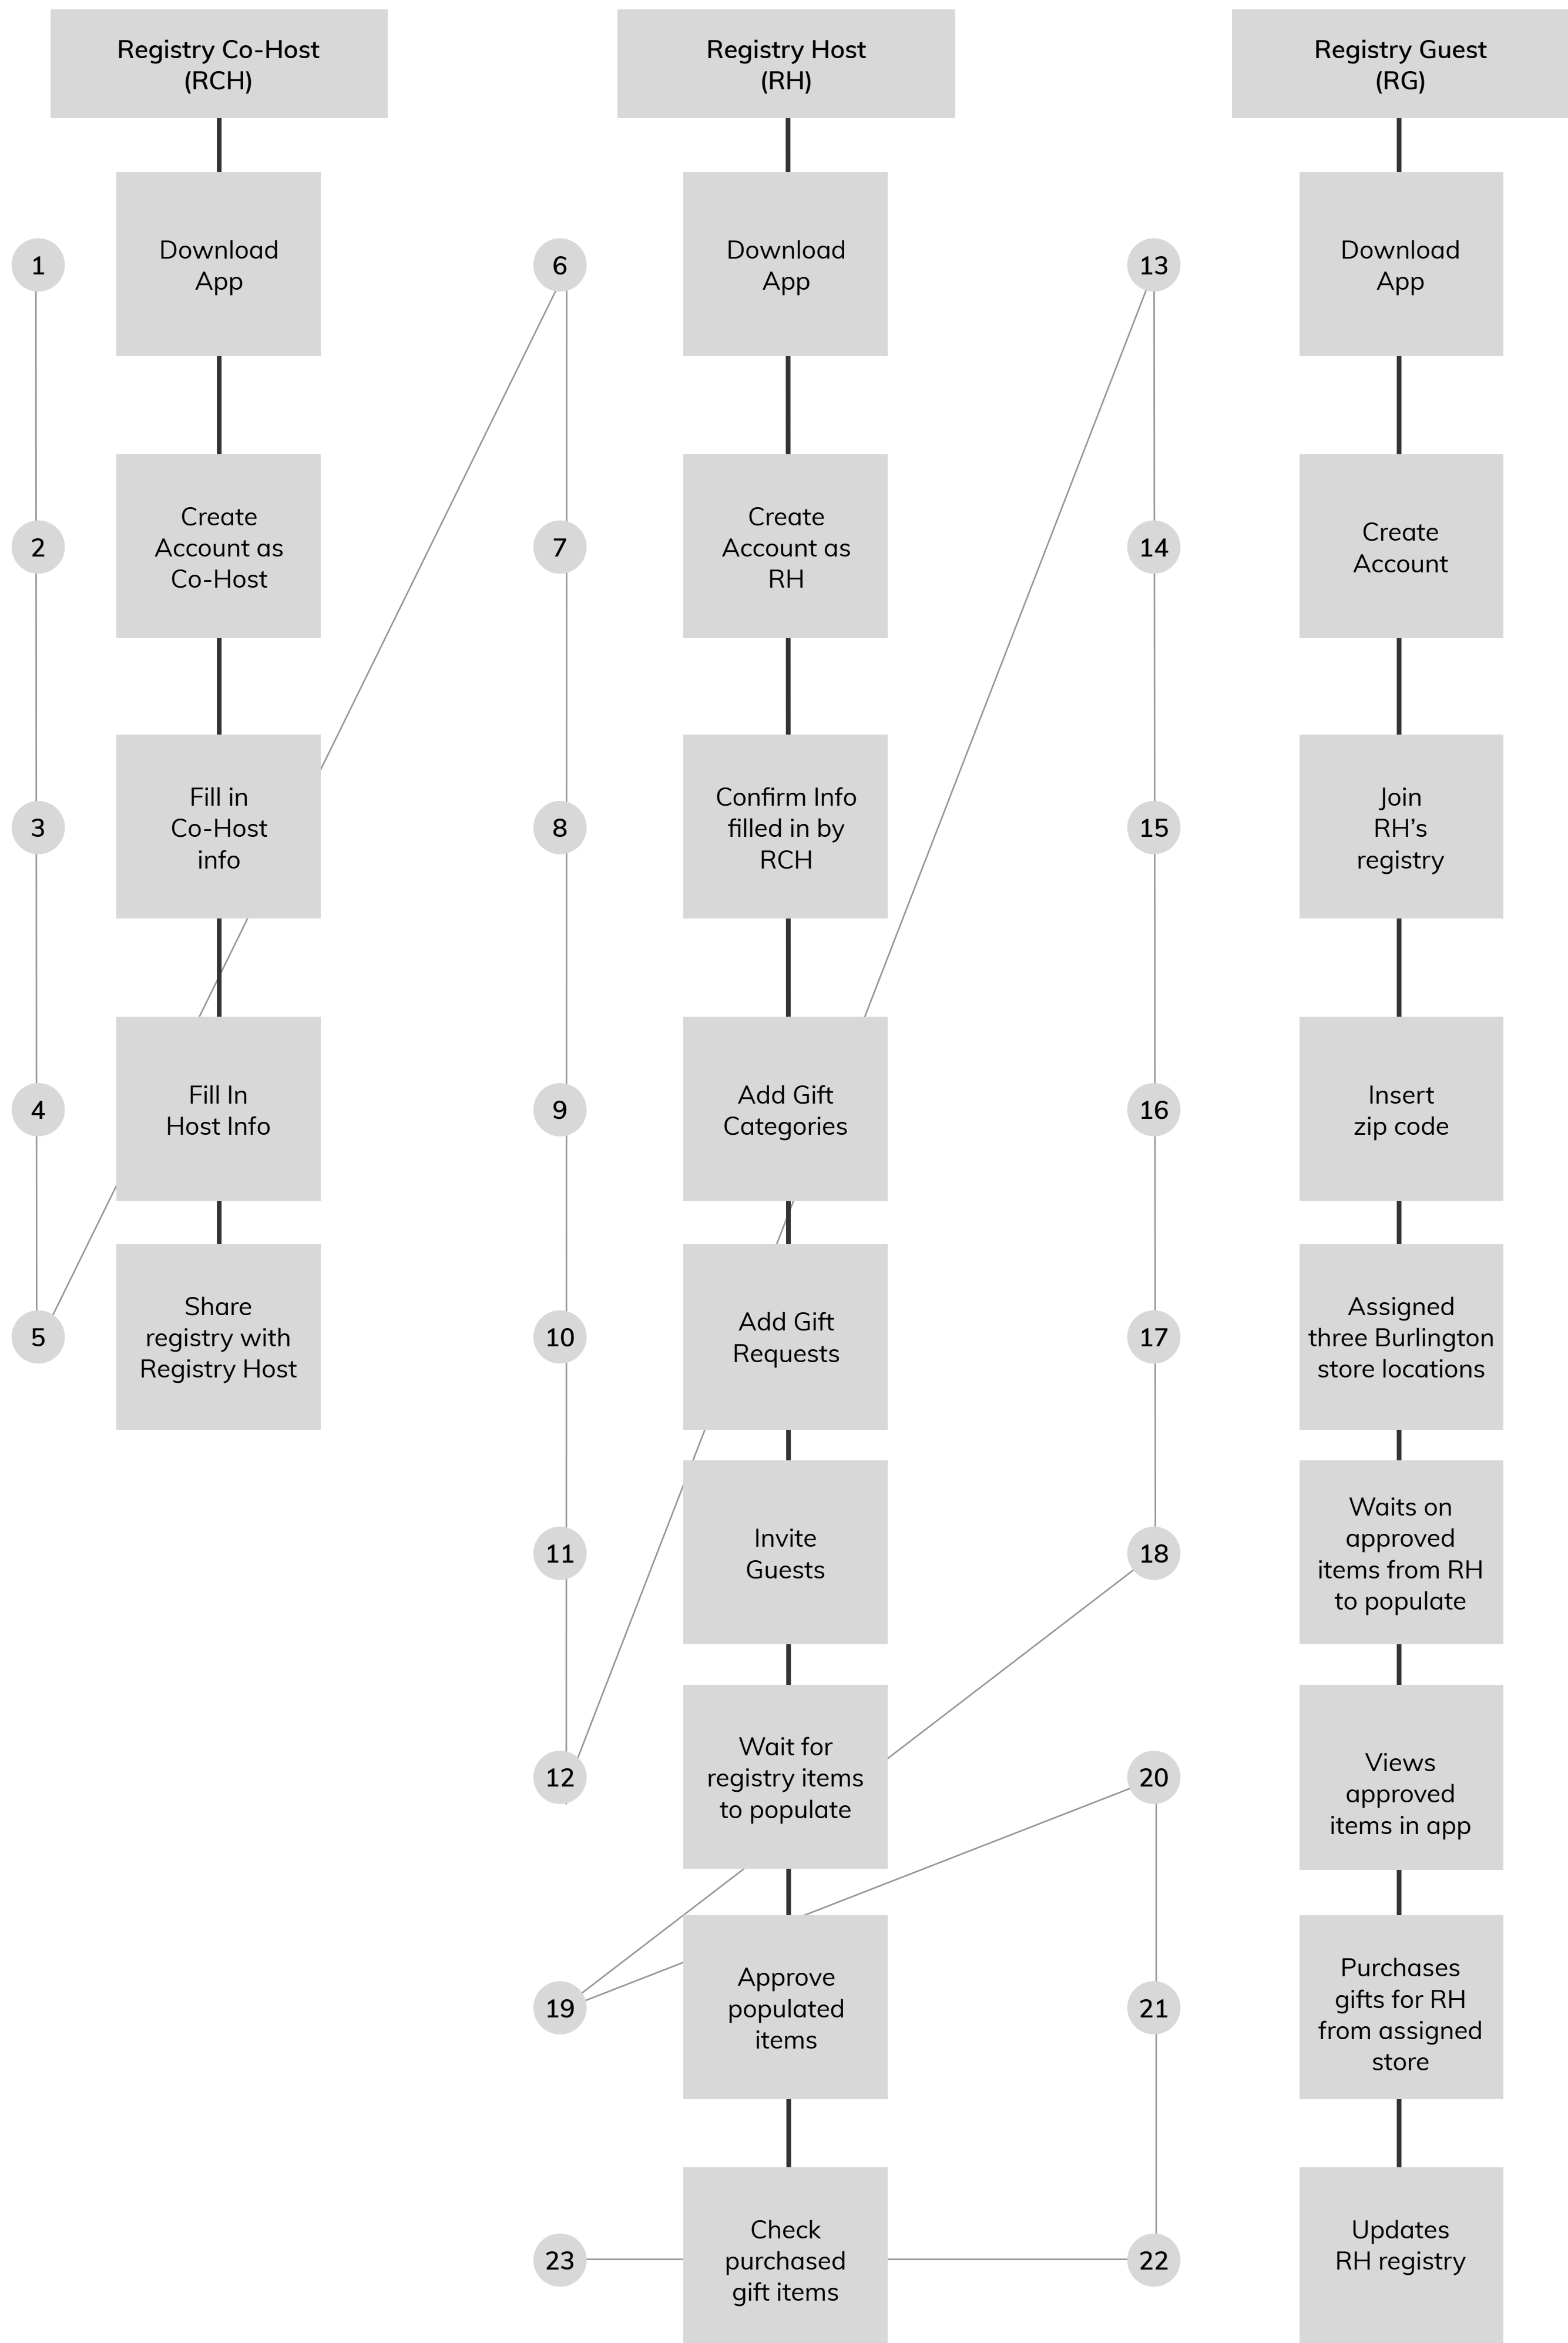 Registry Co-Host
(RCH)
1
Download
App
2
Create
Account as
Co-Host
3
Fill in
Co-Host
info
4
Fill In
Host Info
5
Share
registry with
Registry Host
Registry Host
(RH)
6
Download
App
7
Create
Account as
RH
8
Confirm Info
filled in by
RCH
9
Add Gift
Categories
10
Add Gift
Requests
11
Invite
Guests
12
Wait for
registry items
to populate
19
Approve
populated
items
23
Check
purchased
gift items
Registry Guest
(RG)
13
Download
App
14
Create
Account
15
Join
RH’s
registry
16
Insert
zip code
17
Assigned
three Burlington
store locations
18
Waits on
approved
items from RH
to populate
20
Views
approved
items in app
21
Purchases
gifts for RH
from assigned
store
22
Updates
RH registry